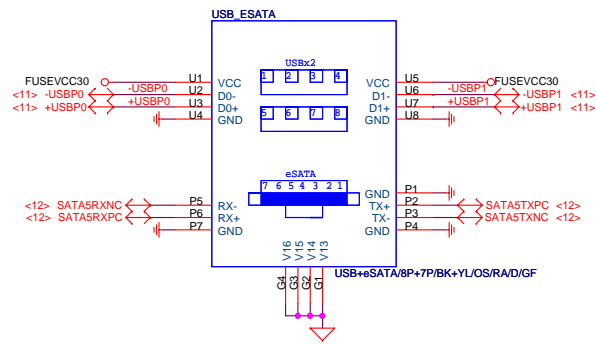 USB_ESATA
USBx2
1 2 3 4
5 6 7 8
FUSEVCC30 U1 VCC VCC U5 FUSEVCC30
<11> -USBP0 -USBP0 U2 D0- D1- U6 -USBP1 -USBP1 <11>
<11> +USBP0 +USBP0 U3 D0+ D1+ U7 +USBP1 +USBP1 <11>
U4 GND GND U8
eSATA
7 6 5 4 3 2 1
GND P1
<12> SATA5RXNC P5 RX- TX+ P2 SATA5TXPC <12>
<12> SATA5RXPC P6 RX+ TX- P3 SATA5TXNC <12>
P7 GND GND P4
V16 V15 V14 V13
USB+eSATA/8P+7P/BK+YL/OS/RA/D/GF
G4 G3 G2 G1